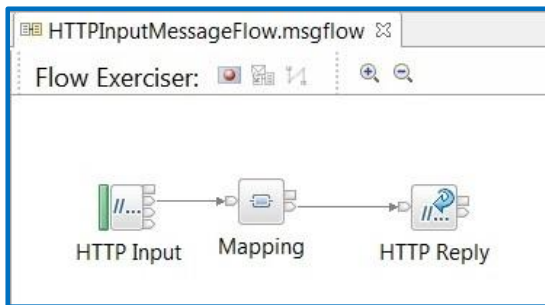 HTTPInputMessageFlow.msgflow
Flow Exerciser:
//...
//...
HTTP Input
Mapping
HTTP Reply